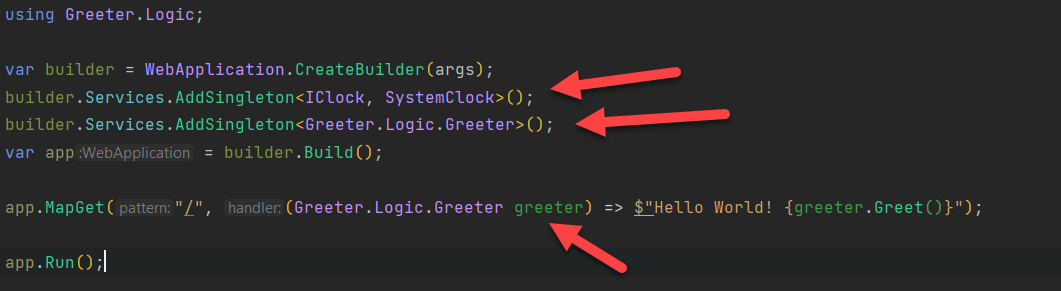 using Greeter.Logic;
var builder = WebApplication.CreateBuilder(args);
builder.Services.AddSingleton<IClock, SystemClock>();
builder.Services.AddSingleton<Greeter.Logic.Greeter>();
var app :WebApplication = builder.Build();
app.MapGet( pattern: "/", handler: (Greeter.Logic.Greeter greeter) => $"Hello World! {greeter.Greet()}");
app.Run();